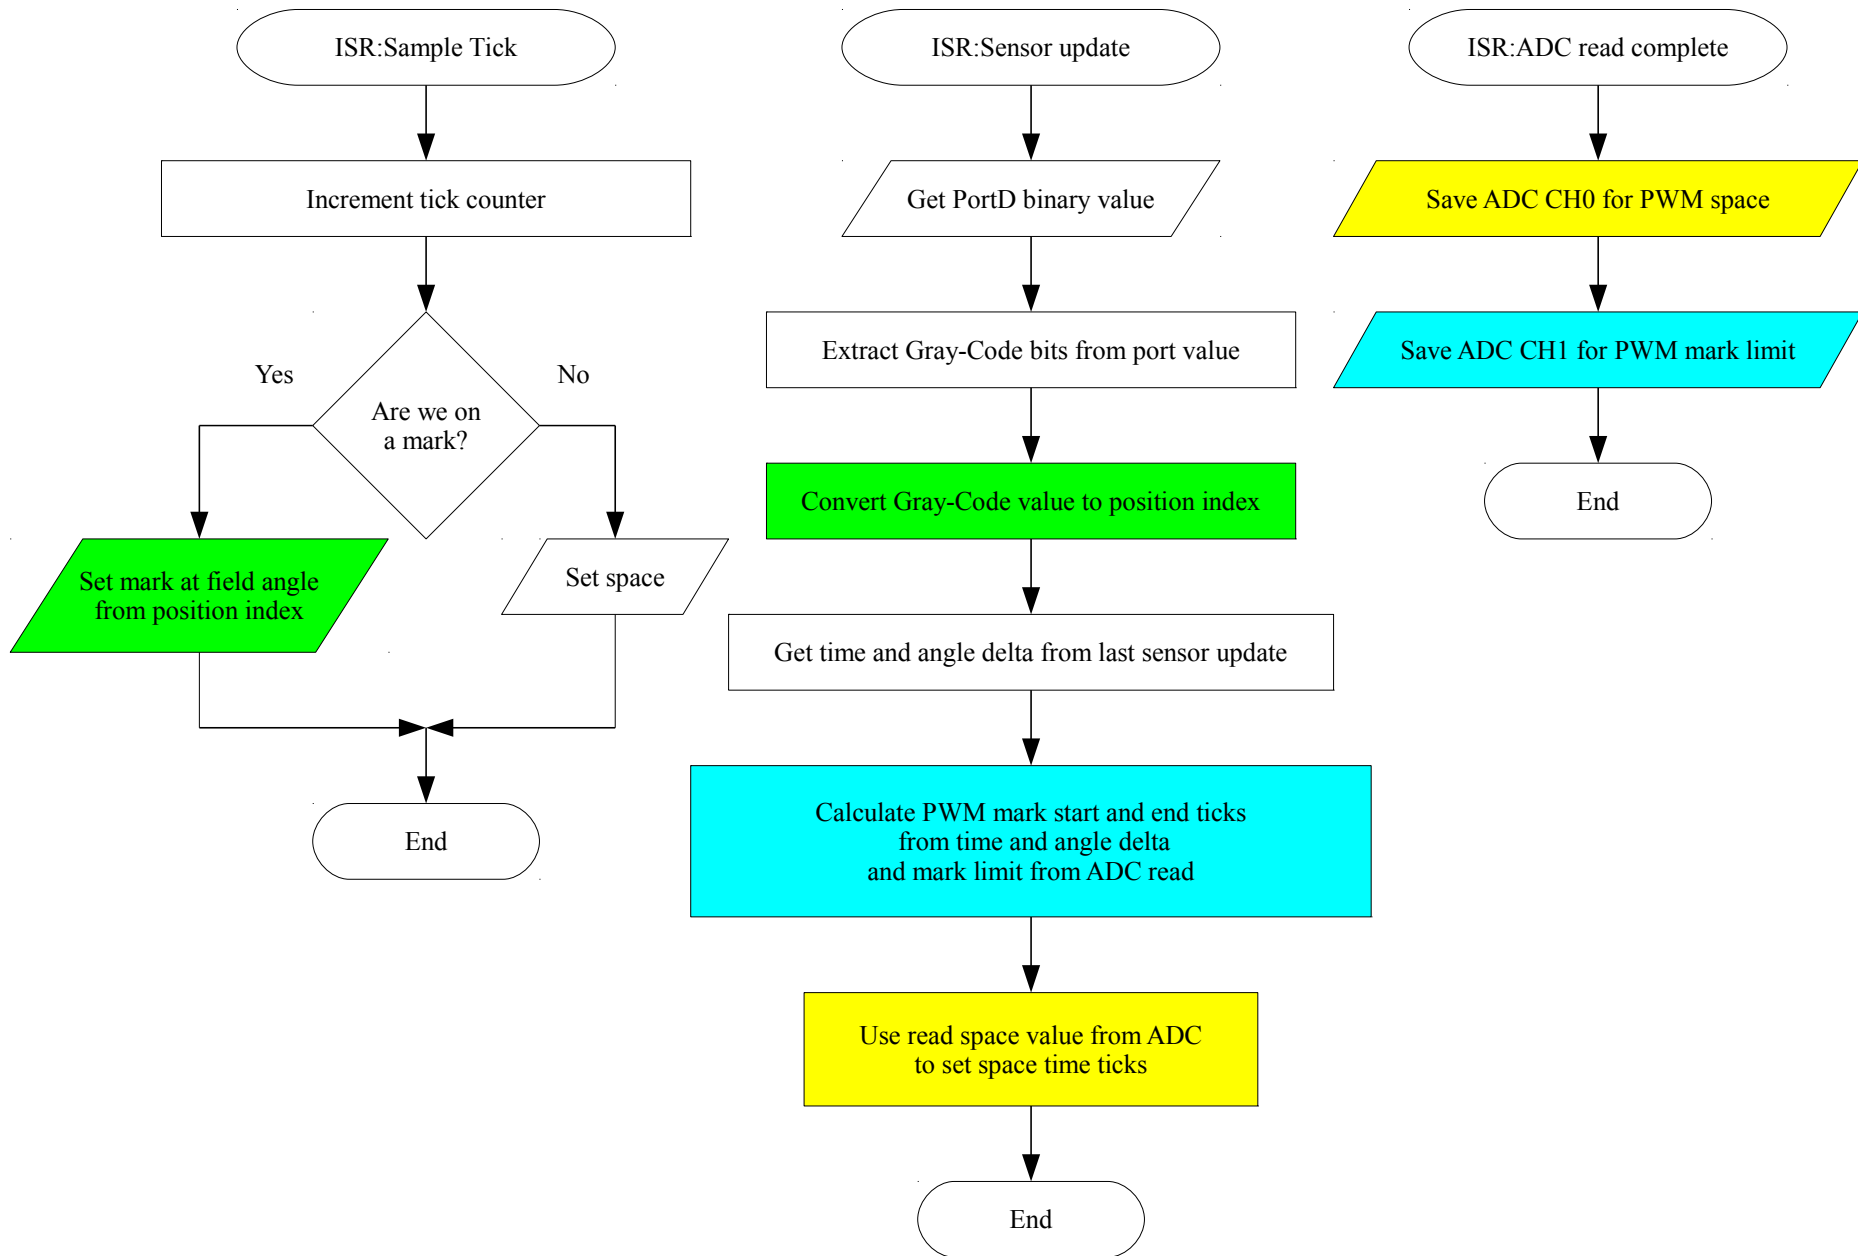 ISR:Sample Tick
Increment tick counter
Yes
No
Are we on
a mark?
Set mark at field angle
from position index
Set space
End
ISR:Sensor update
Get PortD binary value
Extract Gray-Code bits from port value
Convert Gray-Code value to position index
Get time and angle delta from last sensor update
Calculate PWM mark start and end ticks
from time and angle delta
and mark limit from ADC read
Use read space value from ADC
to set space time ticks
End
ISR:ADC read complete
Save ADC CH0 for PWM space
Save ADC CH1 for PWM mark limit
End